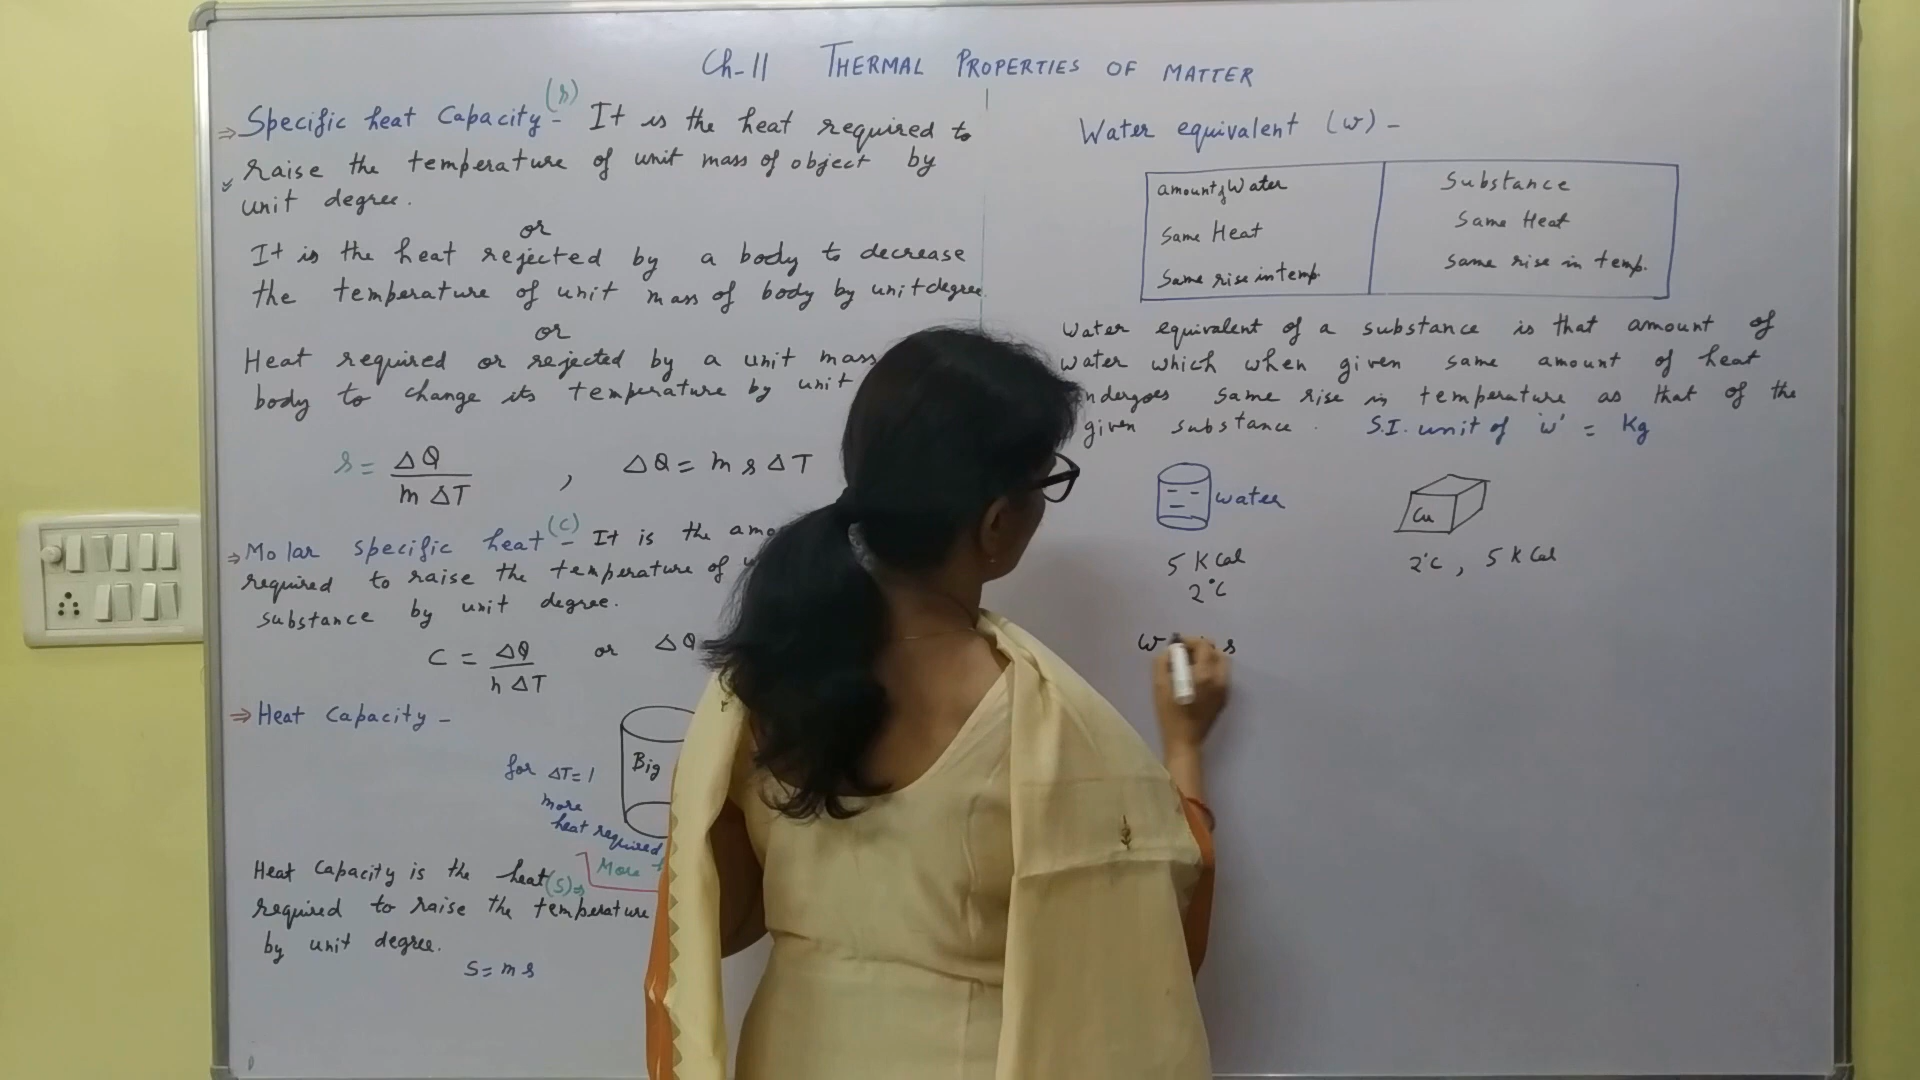 Ch-11 THERMAL PROPERTIES OF MATTER
⇒ Specific heat Capacity (s) - It is the heat required to
raise the temperature of unit mass of object by
unit degree.
or
It is the heat rejected by a body to decrease
the temperature of unit mass of body by unit degree
or
Heat required or rejected by a unit mass
body to change its temperature by unit
s = ΔQ / m ΔT , ΔQ = m s ΔT
⇒ Molar specific heat (C) - It is the
required to raise the temperature of
substance by unit degree.
C = ΔQ / n ΔT or ΔQ
⇒ Heat Capacity -
Big
for ΔT = 1
more
heat required
More
Heat Capacity is the heat (S) ⇒
required to raise the temperature
by unit degree.
S = m s
Water equivalent (w) -
amount of Water
Same Heat
Same rise in temp.
Substance
Same Heat
Same rise in temp.
Water equivalent of a substance is that amount of
Water which when given same amount of heat
same rise in temperature as that of the
given substance. S.I. unit of 'w' = Kg
water
Cu
5 K Cal
2°C
2°C, 5 K Cal
w
s